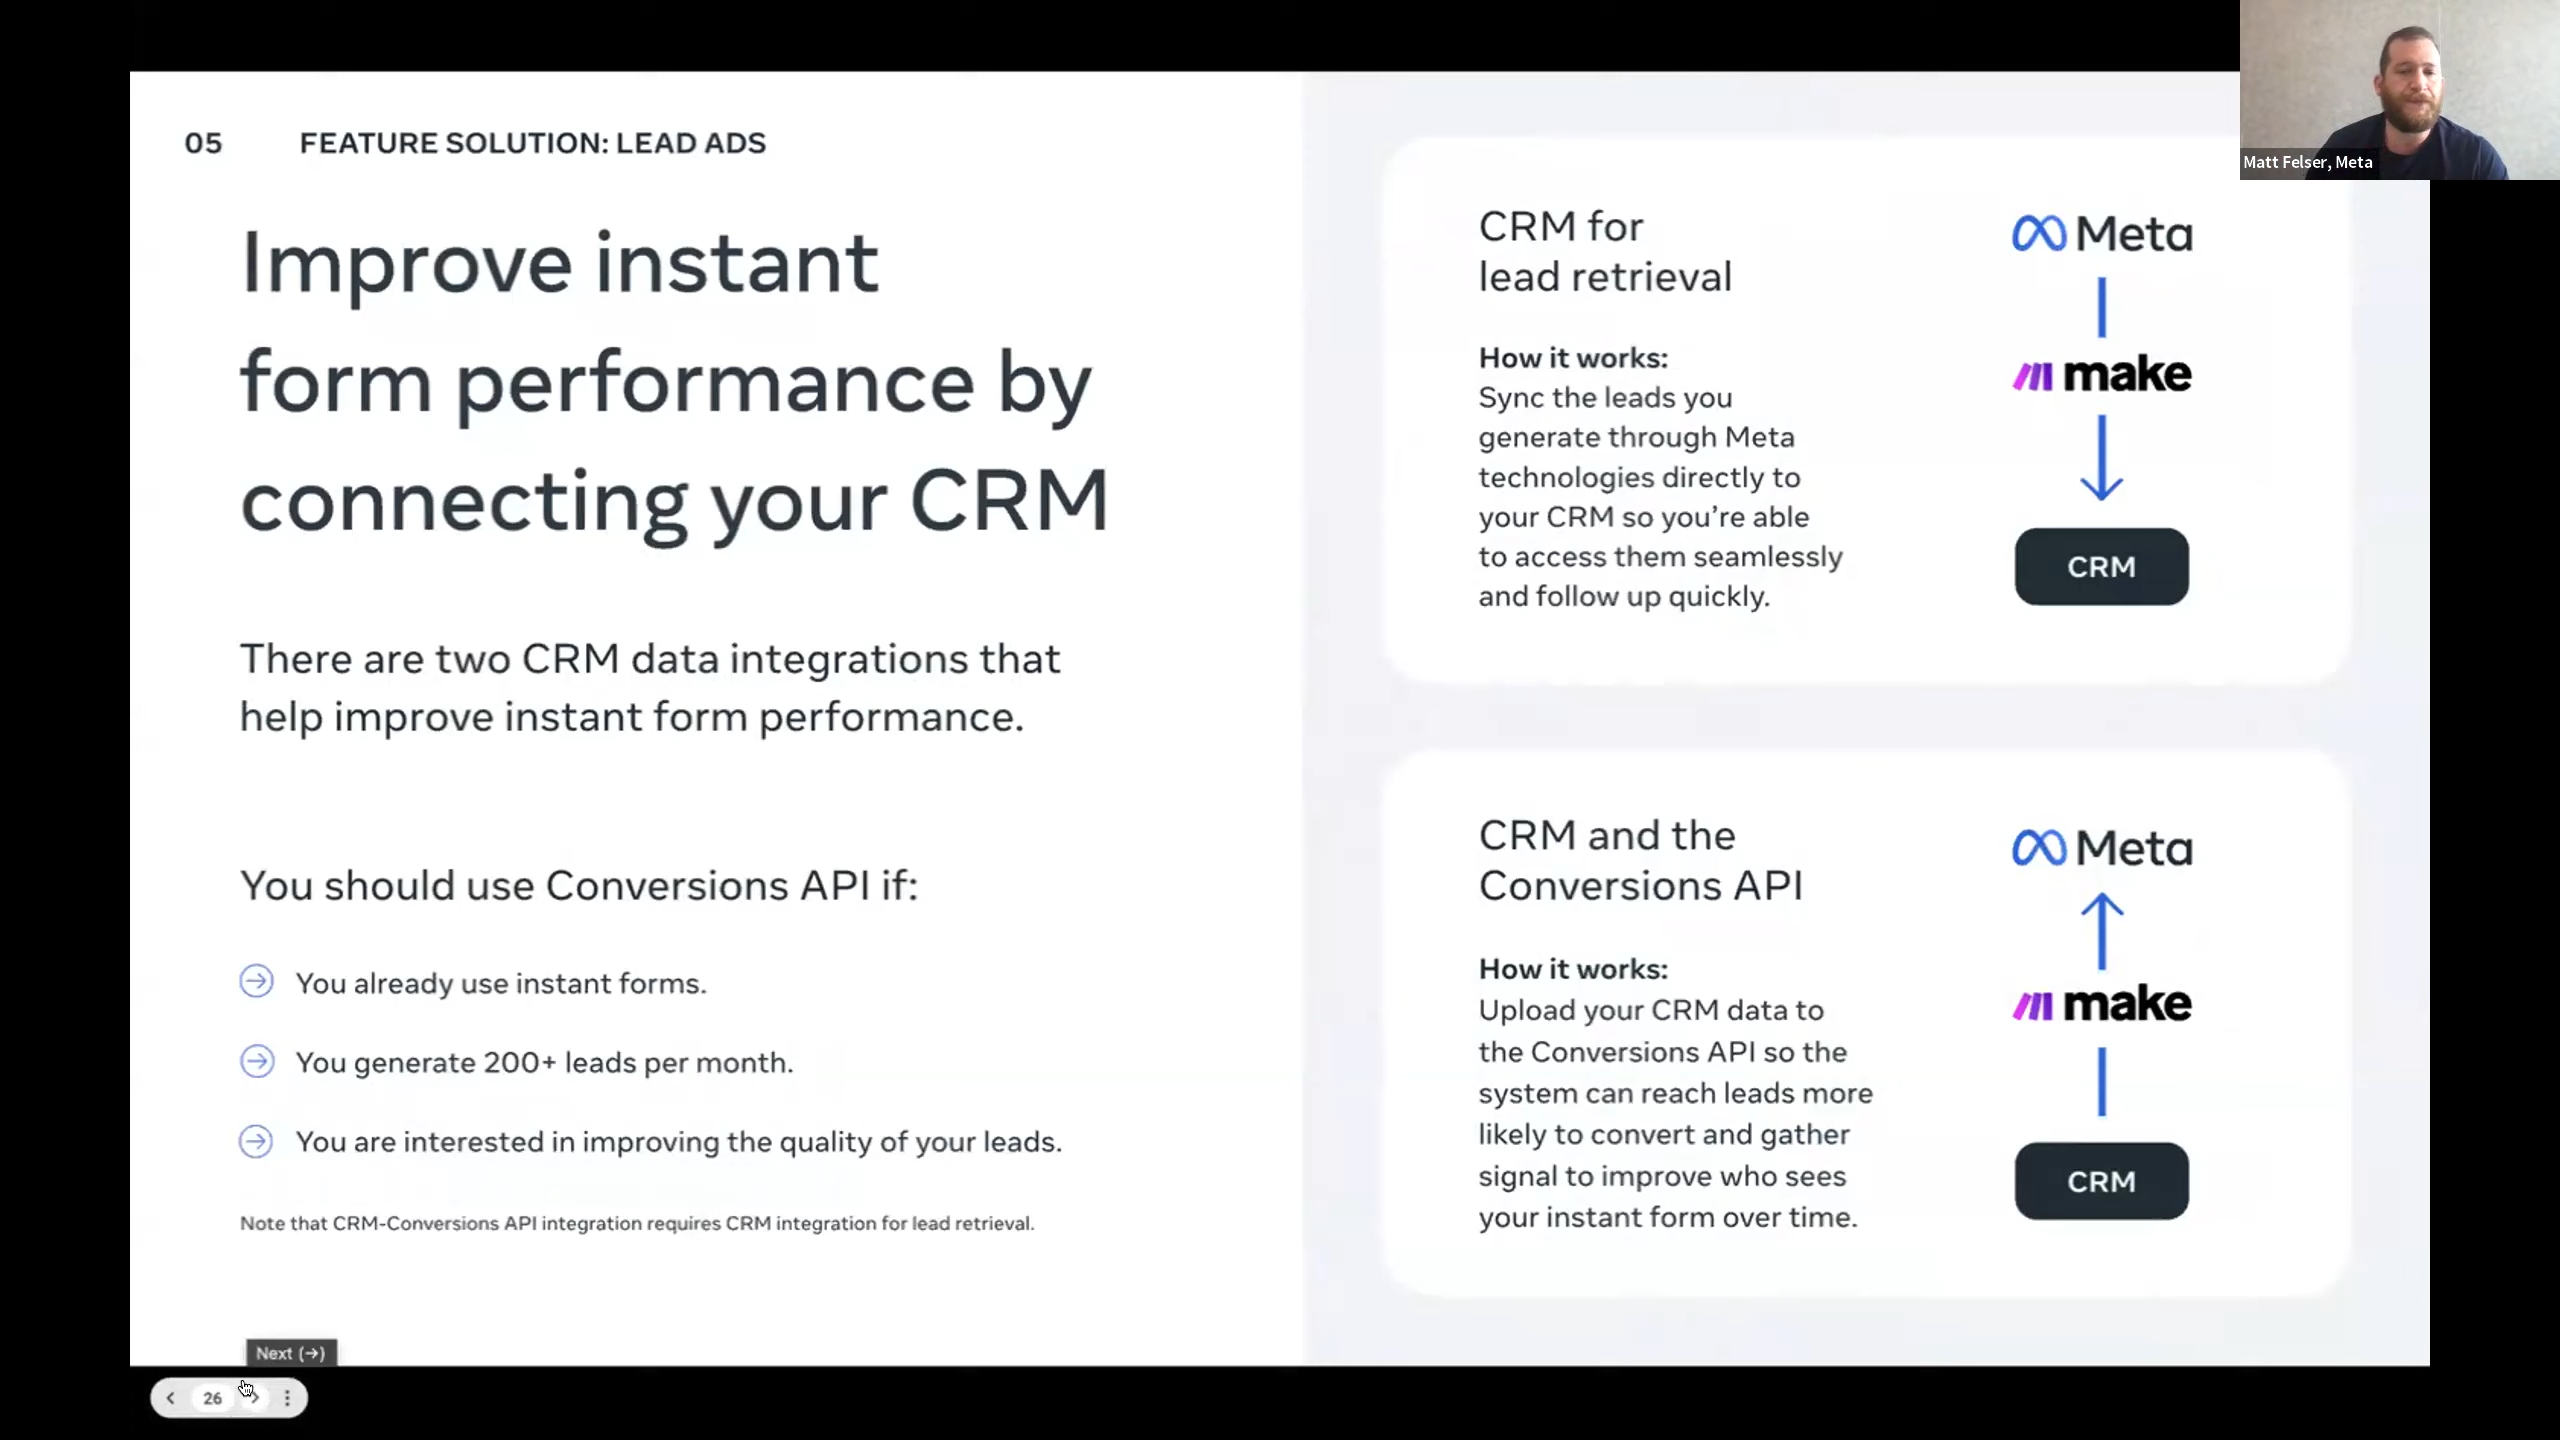 05 FEATURE SOLUTION: LEAD ADS
Improve instant
form performance by
connecting your CRM
There are two CRM data integrations that
help improve instant form performance.
You should use Conversions API if:
You already use instant forms.
You generate 200+ leads per month.
You are interested in improving the quality of your leads.
Note that CRM-Conversions API integration requires CRM integration for lead retrieval.
CRM for
lead retrieval
How it works:
Sync the leads you
generate through Meta
technologies directly to
your CRM so you’re able
to access them seamlessly
and follow up quickly.
Meta
make
CRM
CRM and the
Conversions API
How it works:
Upload your CRM data to
the Conversions API so the
system can reach leads more
likely to convert and gather
signal to improve who sees
your instant form over time.
Meta
make
CRM
Matt Felser, Meta
Next (→)
26